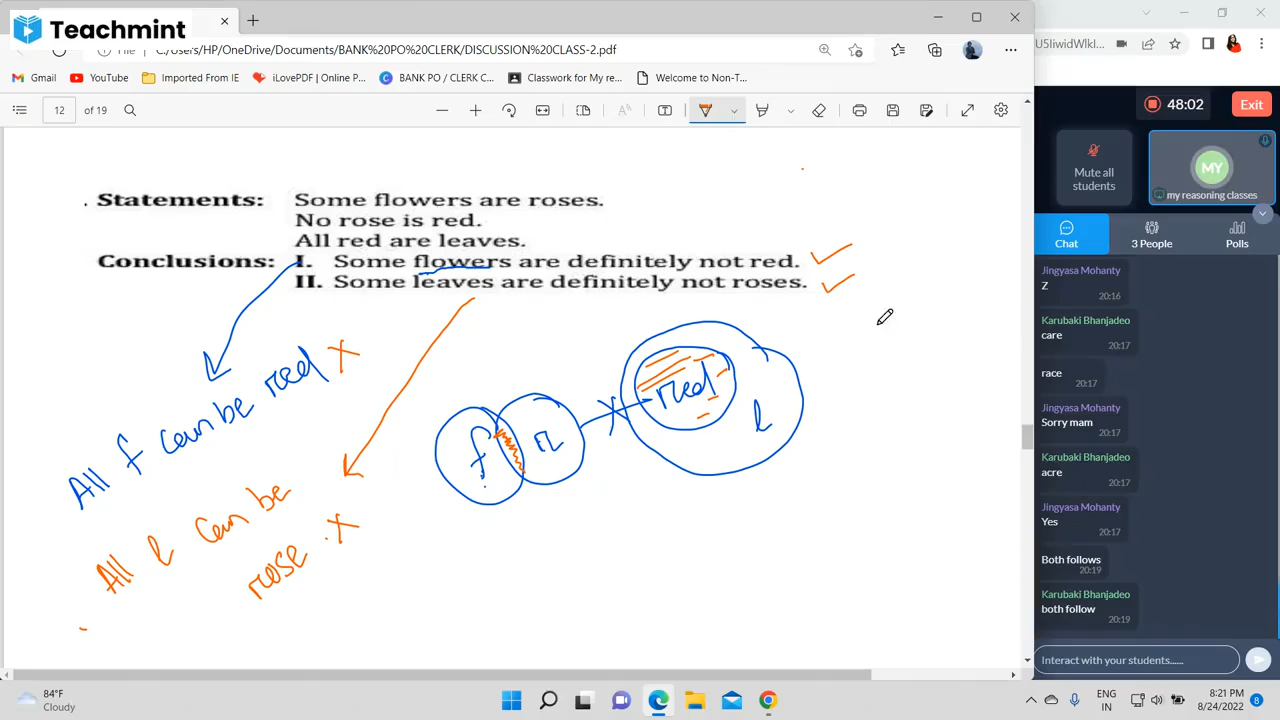 Teachmint
C:/Users/HP/OneDrive/Documents/BANK%20PO%20CLERK/DISCUSSION%20CLASS-2.pdf
Gmail
YouTube
Imported From IE
iLovePDF | Online P...
BANK PO / CLERK C...
Classwork for My re...
Welcome to Non-T...
12 of 19
. Statements: Some flowers are roses.
No rose is red.
All red are leaves.
Conclusions: I. Some flowers are definitely not red.
II. Some leaves are definitely not roses.
All f can be red
All l can be
rose
f
r
red
l
U5IiwidWlkI...
48:02
Exit
Mute all
students
MY
my reasoning classes
Chat
3 People
Polls
Jingyasa Mohanty
Z
20:16
Karubaki Bhanjadeo
care
20:17
race
20:17
Jingyasa Mohanty
Sorry mam
20:17
Karubaki Bhanjadeo
acre
20:17
Jingyasa Mohanty
Yes
20:17
Both follows
20:19
Karubaki Bhanjadeo
both follow
20:19
Interact with your students......
84°F
Cloudy
ENG
IN
8:21 PM
8/24/2022
8